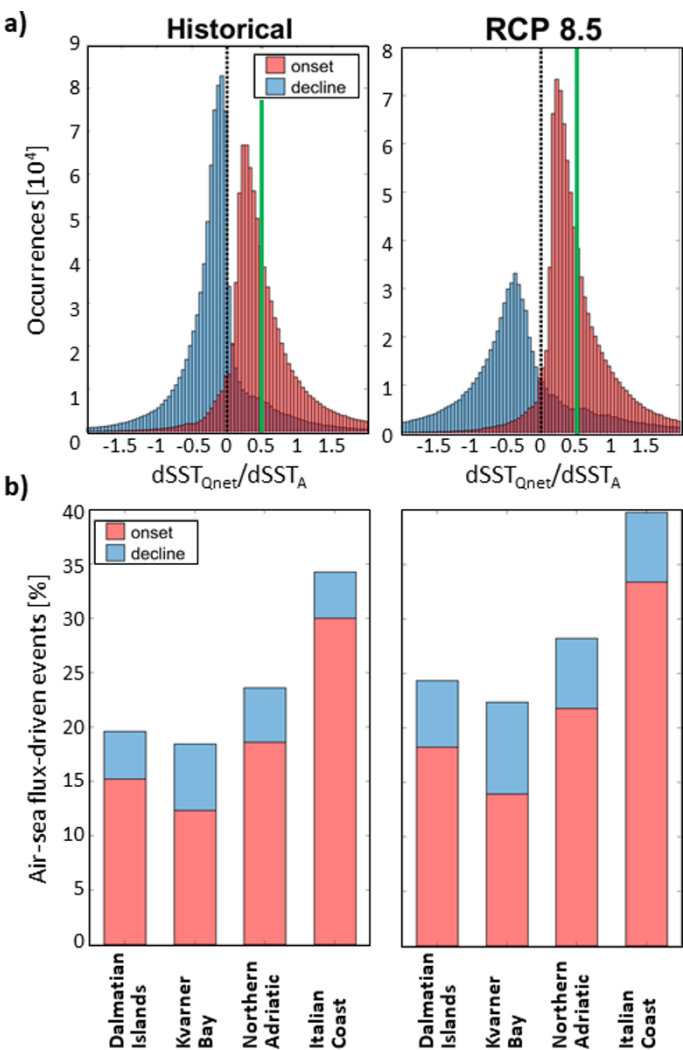 a)
Historical
RCP 8.5
onset
decline
Occurrences [10⁴]
9
8
7
6
5
4
3
2
1
0
8
7
6
5
4
3
2
1
0
-1.5 -1 -0.5 0 0.5 1 1.5
-1.5 -1 -0.5 0 0.5 1 1.5
dSSTQnet/dSSTA
dSSTQnet/dSSTA
b)
onset
decline
Air-sea flux-driven events [%]
40
35
30
25
20
15
10
5
0
Dalmatian
Islands
Kvarner
Bay
Northern
Adriatic
Italian
Coast
Dalmatian
Islands
Kvarner
Bay
Northern
Adriatic
Italian
Coast